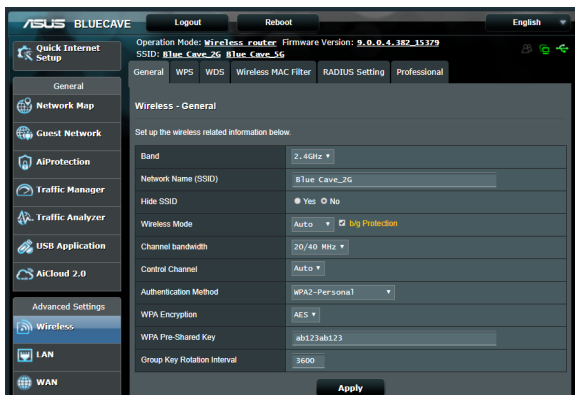 ASUS BLUECAVE Logout Reboot English
Operation Mode: Wireless router Firmware Version: 9.0.0.4.382_15379
SSID: Blue Cave_2G Blue Cave_5G
Quick Internet Setup
General
Network Map
Guest Network
AiProtection
Traffic Manager
Traffic Analyzer
USB Application
AiCloud 2.0
Advanced Settings
Wireless
LAN
WAN
General WPS WDS Wireless MAC Filter RADIUS Setting Professional
Wireless - General
Set up the wireless related information below.
Band 2.4GHz
Network Name (SSID) Blue Cave_2G
Hide SSID Yes No
Wireless Mode Auto b/g Protection
Channel bandwidth 20/40 MHz
Control Channel Auto
Authentication Method WPA2-Personal
WPA Encryption AES
WPA Pre-Shared Key ab123ab123
Group Key Rotation Interval 3600
Apply